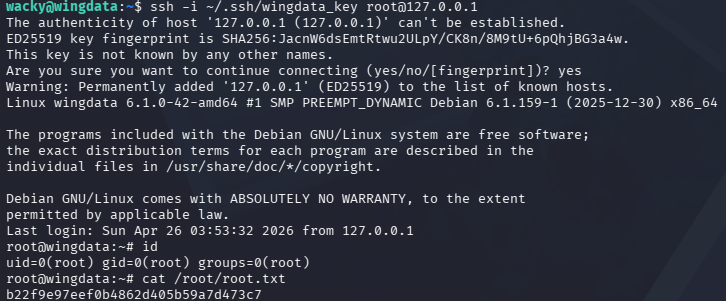 wacky@wingdata:~$ ssh -i ~/.ssh/wingdata_key root@127.0.0.1
The authenticity of host '127.0.0.1 (127.0.0.1)' can't be established.
ED25519 key fingerprint is SHA256:JacnW6dsEmtRtwu2ULpY/CK8n/8M9tU+6pQhjBG3a4w.
This key is not known by any other names.
Are you sure you want to continue connecting (yes/no/[fingerprint])? yes
Warning: Permanently added '127.0.0.1' (ED25519) to the list of known hosts.
Linux wingdata 6.1.0-42-amd64 #1 SMP PREEMPT_DYNAMIC Debian 6.1.159-1 (2025-12-30) x86_64
The programs included with the Debian GNU/Linux system are free software;
the exact distribution terms for each program are described in the
individual files in /usr/share/doc/*/copyright.
Debian GNU/Linux comes with ABSOLUTELY NO WARRANTY, to the extent
permitted by applicable law.
Last login: Sun Apr 26 03:53:32 2026 from 127.0.0.1
root@wingdata:~# id
uid=0(root) gid=0(root) groups=0(root)
root@wingdata:~# cat /root/root.txt
b22f9e97eef0b4862d405b59a7d473c7